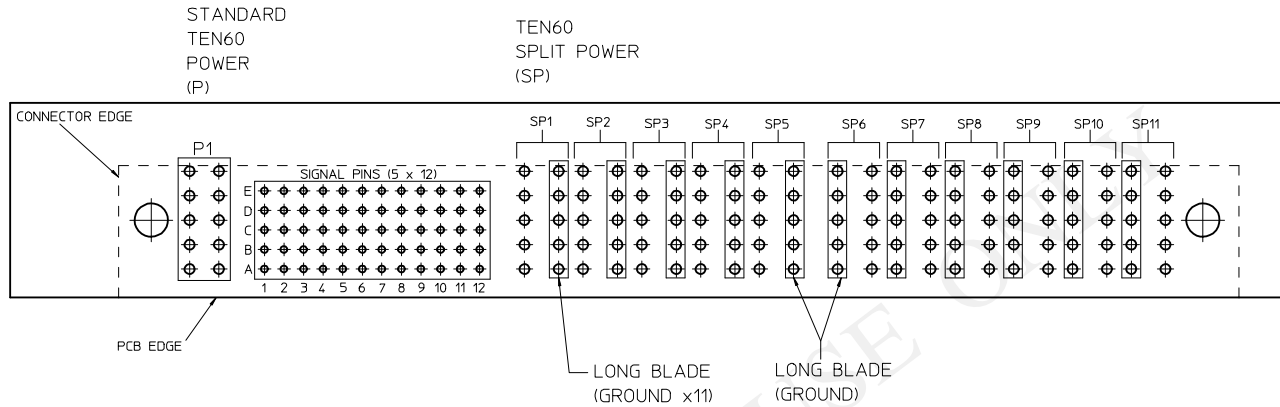 STANDARD
TEN60
POWER
(P)
TEN60
SPLIT POWER
(SP)
CONNECTOR EDGE
P1
SP1 SP2 SP3 SP4 SP5 SP6 SP7 SP8 SP9 SP10 SP11
SIGNAL PINS (5 x 12)
E
D
C
B
A
1 2 3 4 5 6 7 8 9 10 11 12
PCB EDGE
LONG BLADE
(GROUND x11)
LONG BLADE
(GROUND)
USE ONLY